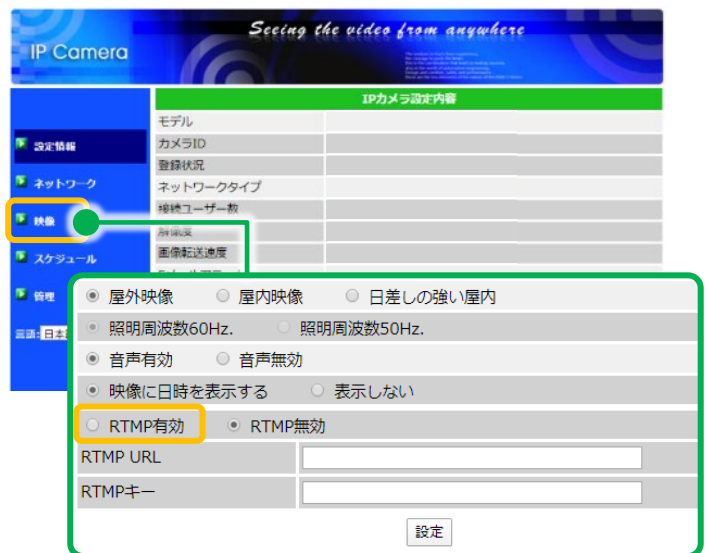 Seeing the video from anywhere
IP Camera
IPカメラ設定内容
モデル
設定情報
カメラID
登録状況
ネットワーク
ネットワークタイプ
接続ユーザー数
映像
解像度
スケジュール
画像転送速度
管理
屋外映像 屋内映像 日差しの強い屋内
照明周波数60Hz. 照明周波数50Hz.
言語: 日本
音声有効 音声無効
映像に日時を表示する 表示しない
RTMP有効 RTMP無効
RTMP URL
RTMPキー
設定